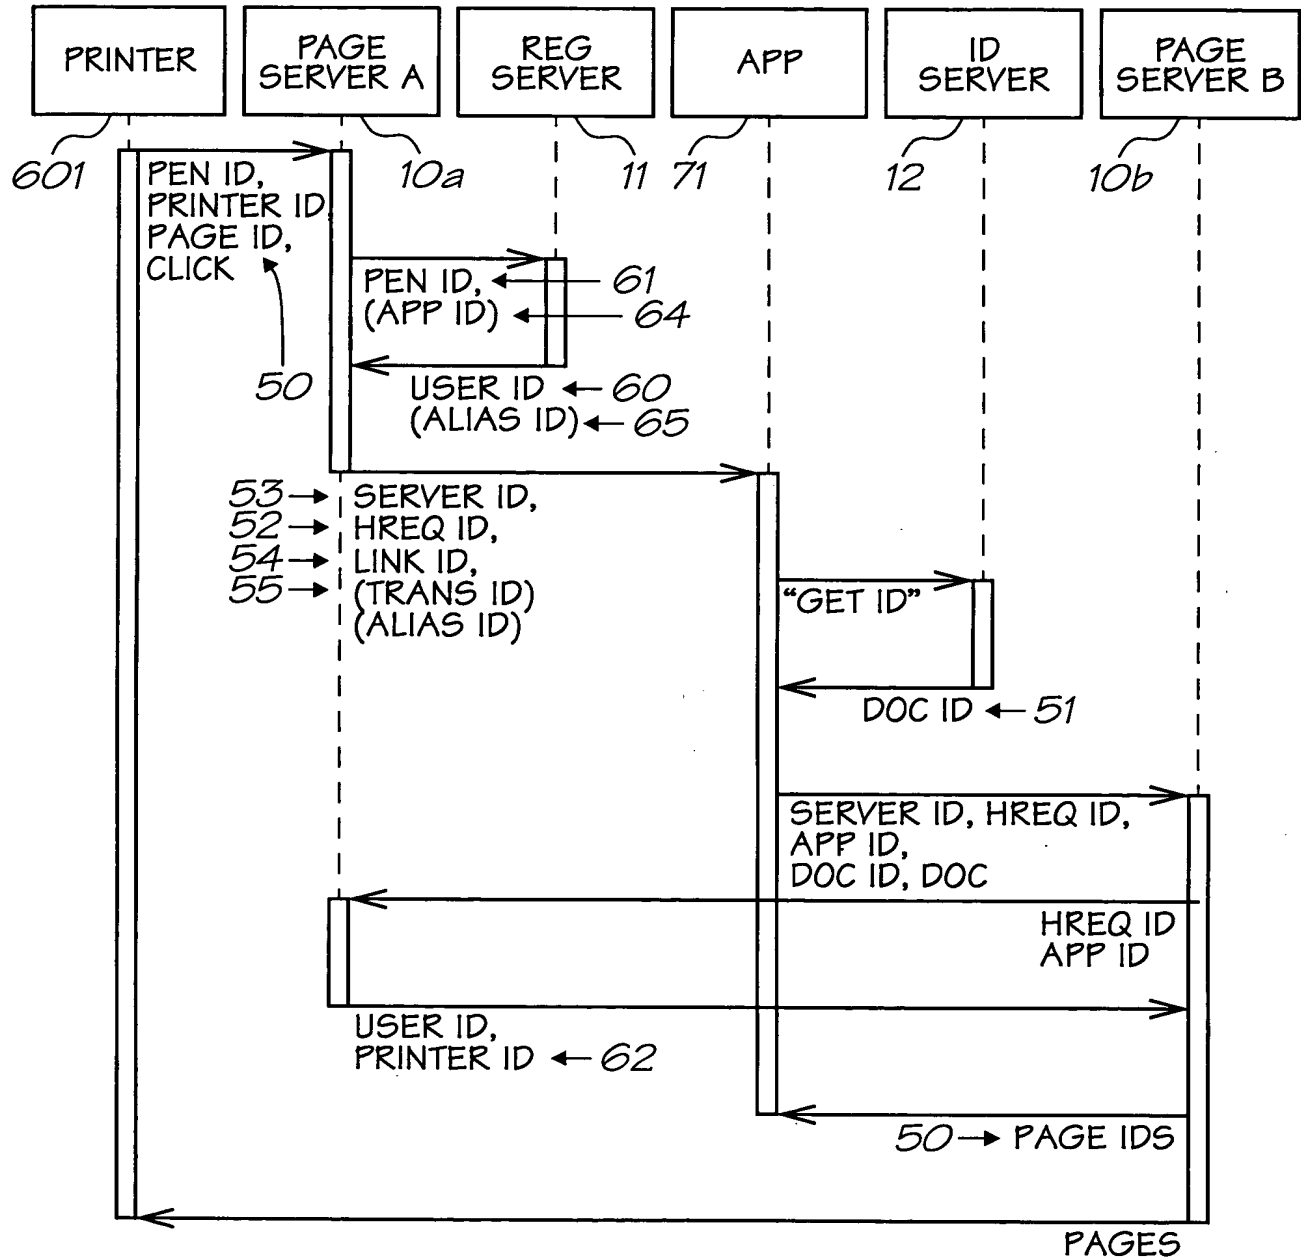 PRINTER
PAGE
SERVER A
REG
SERVER
APP
ID
SERVER
PAGE
SERVER B
601
10a
11
71
12
10b
PEN ID,
PRINTER ID
PAGE ID,
CLICK
50
PEN ID,
61
(APP ID)
64
USER ID
60
(ALIAS ID)
65
53
SERVER ID,
52
HREQ ID,
54
LINK ID,
55
(TRANS ID)
(ALIAS ID)
“GET ID”
DOC ID
51
SERVER ID, HREQ ID,
APP ID,
DOC ID, DOC
HREQ ID
APP ID
USER ID,
PRINTER ID
62
50
PAGE IDS
PAGES